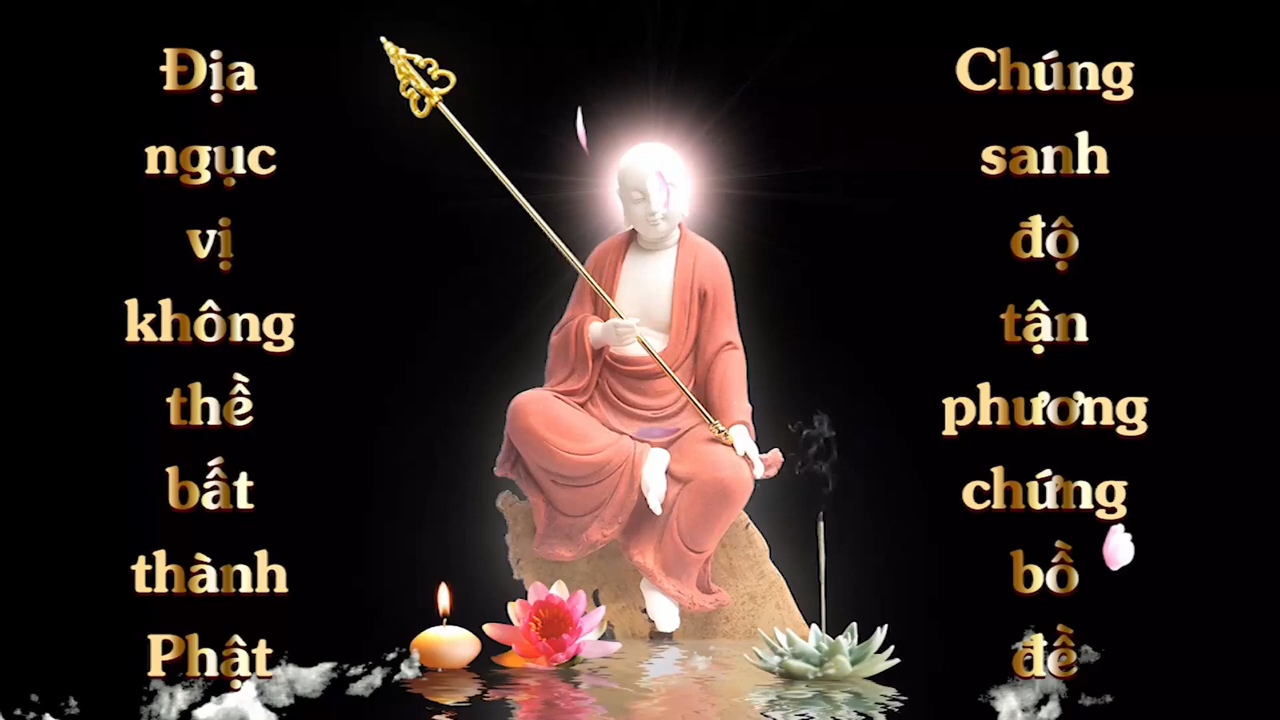 Địa
ngục
vị
không
thề
bất
thành
Phật
Chúng
sanh
độ
tận
phương
chứng
bồ
đề